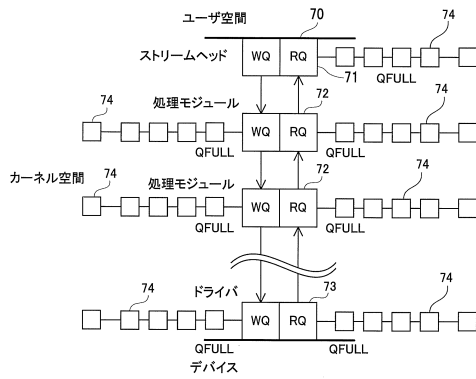 ユーザ空間
70
ストリームヘッド
WQ RQ
71
74
QFULL
処理モジュール
72
74
WQ RQ
74
QFULL QFULL
カーネル空間
処理モジュール
72
74
WQ RQ
74
QFULL QFULL
ドライバ
73
74
WQ RQ
74
QFULL QFULL
デバイス